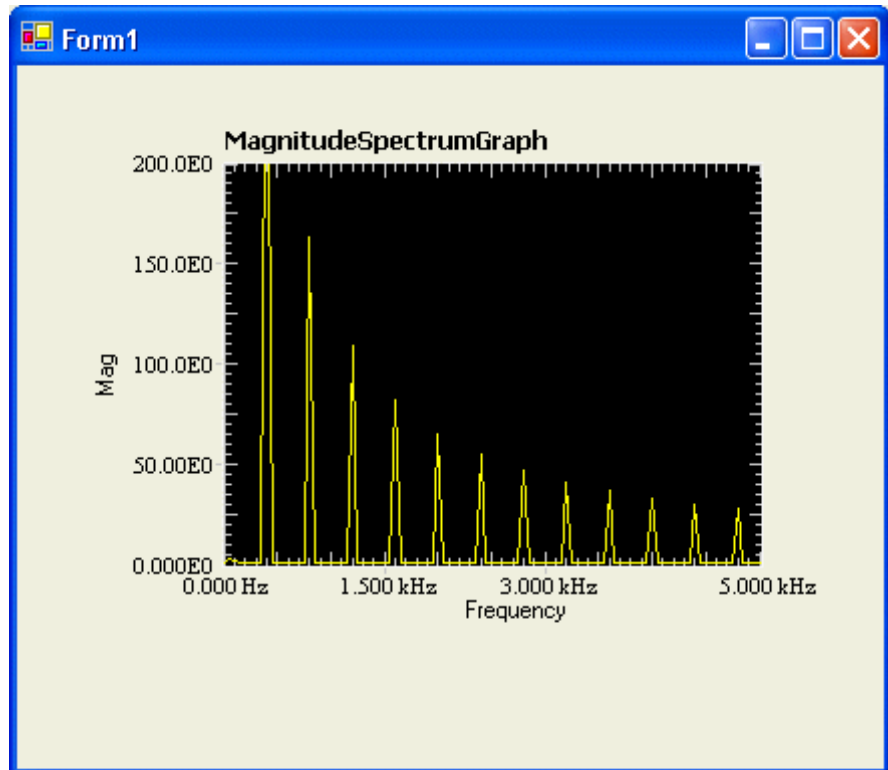 Form1
MagnitudeSpectrumGraph
200.0E0
150.0E0
100.0E0
50.00E0
0.000E0
Mag
0.000 Hz 1.500 kHz 3.000 kHz 5.000 kHz
Frequency